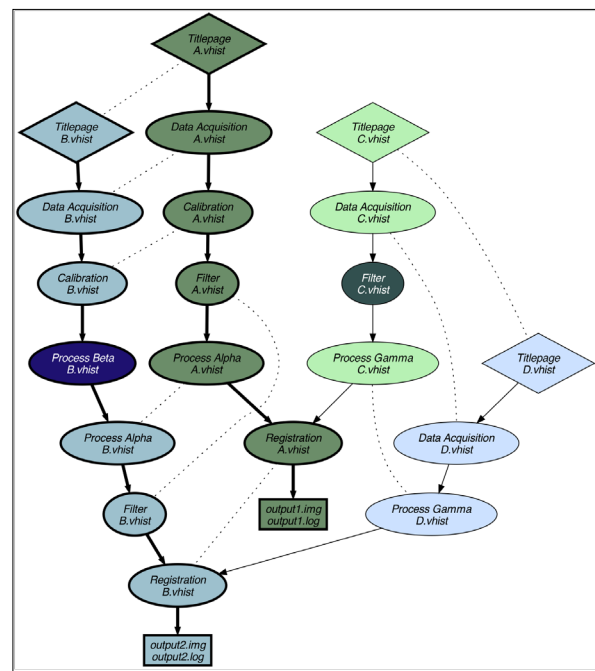 Titlepage
A.vhist
Titlepage
B.vhist
Data Acquisition
A.vhist
Titlepage
C.vhist
Data Acquisition
B.vhist
Calibration
A.vhist
Data Acquisition
C.vhist
Calibration
B.vhist
Filter
A.vhist
Filter
C.vhist
Process Beta
B.vhist
Process Alpha
A.vhist
Process Gamma
C.vhist
Titlepage
D.vhist
Process Alpha
B.vhist
Registration
A.vhist
Data Acquisition
D.vhist
Filter
B.vhist
output1.img
output1.log
Process Gamma
D.vhist
Registration
B.vhist
output2.img
output2.log